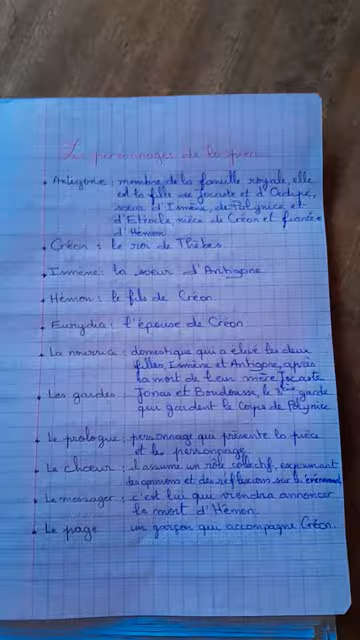 Les personnages de la pièce
Antigone : membre de la famille royale, elle
est la fille de Jocaste et d'Oedipe,
sœur d'Ismène, de Polynice et
d'Etéocle, nièce de Créon et fiancée
d'Hémon
Créon : le roi de Thèbes.
Ismène : la sœur d'Antigone
Hémon : le fils de Créon.
Eurydia : l'épouse de Créon
La nourrice : domestique qui a élevé les deux
filles, Ismène et Antigone, après
la mort de leur mère Jocaste
Les gardes : Jonas et Boudousse, le 3ème garde
qui gardent le corps de Polynice
Le prologue : personnage qui présente la pièce
et les personnages
Le chœur : il assume un rôle collectif, exprimant
des opinions et des réflexions sur les événements
Le messager : c'est lui qui viendra annoncer
la mort d'Hémon.
Le page un garçon qui accompagne Créon.